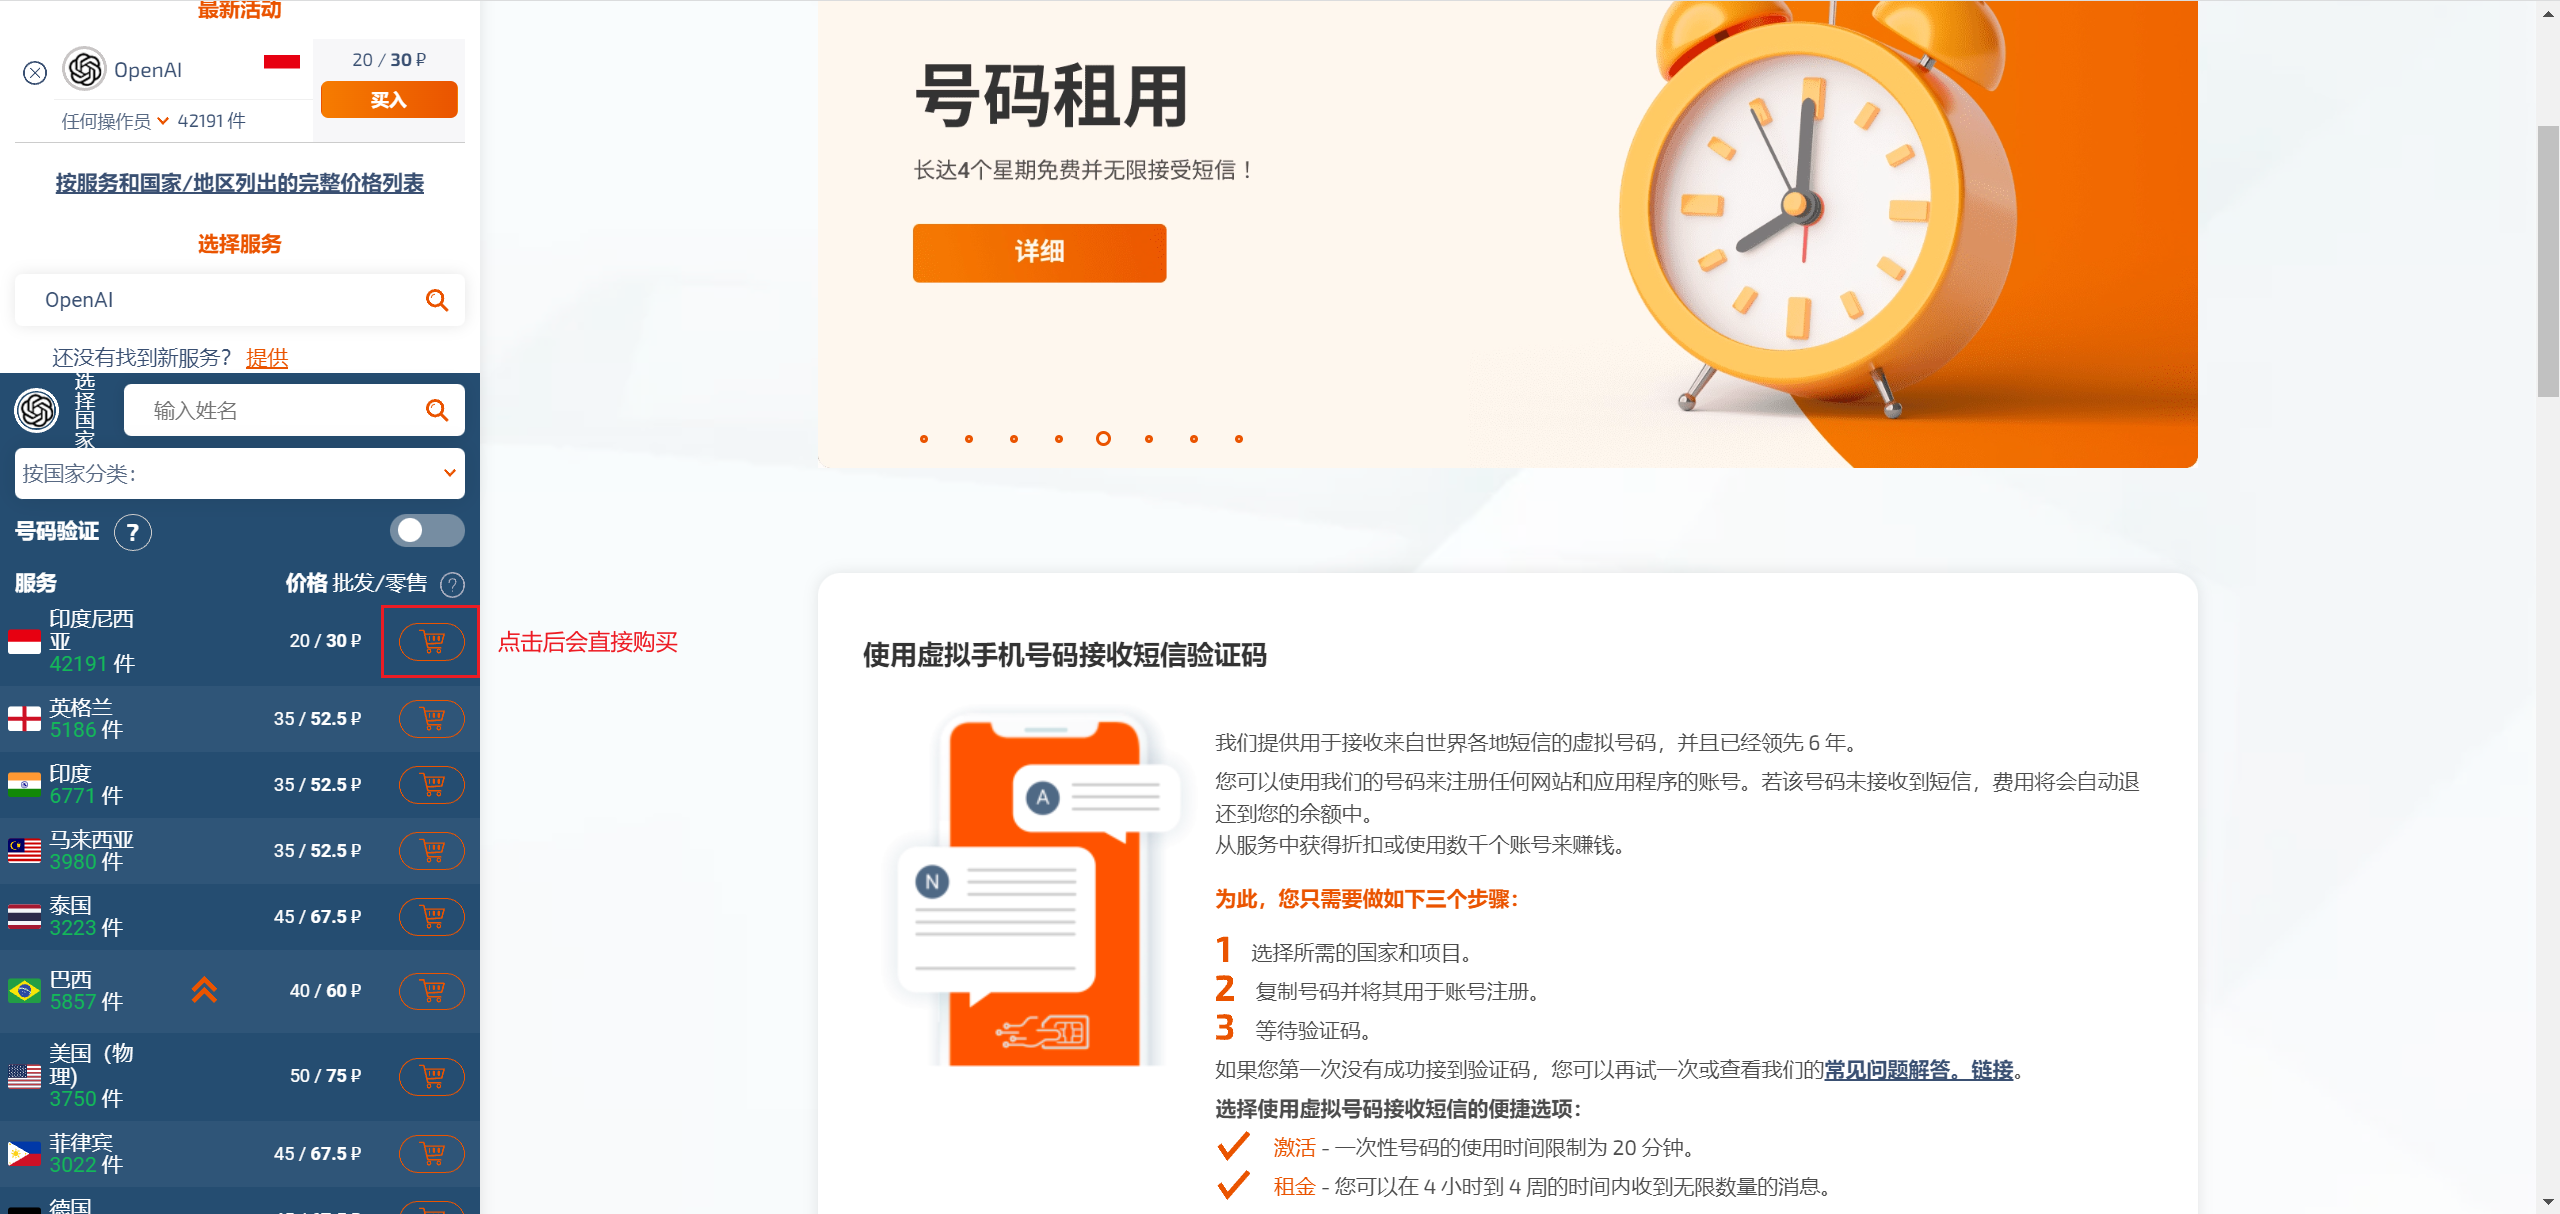 最新活动
OpenAI
20 / 30 ₽
买入
任何操作员 42191 件
按服务和国家/地区列出的完整价格列表
选择服务
OpenAI
还没有找到新服务? 提供
选择国家
输入姓名
按国家分类:
号码验证 ?
服务 价格 批发/零售 ?
印度尼西
亚
42191 件
20 / 30 ₽
点击后会直接购买
英格兰
5186 件
35 / 52.5 ₽
印度
6771 件
35 / 52.5 ₽
马来西亚
3980 件
35 / 52.5 ₽
泰国
3223 件
45 / 67.5 ₽
巴西
5857 件
40 / 60 ₽
美国（物
理)
3750 件
50 / 75 ₽
菲律宾
3022 件
45 / 67.5 ₽
德国
号码租用
长达4个星期免费并无限接受短信！
详细
使用虚拟手机号码接收短信验证码
A
N
我们提供用于接收来自世界各地短信的虚拟号码，并且已经领先 6 年。
您可以使用我们的号码来注册任何网站和应用程序的账号。若该号码未接收到短信，费用将会自动退
还到您的余额中。
从服务中获得折扣或使用数千个账号来赚钱。
为此，您只需要做如下三个步骤：
1 选择所需的国家和项目。
2 复制号码并将其用于账号注册。
3 等待验证码。
如果您第一次没有成功接到验证码，您可以再试一次或查看我们的常见问题解答。链接。
选择使用虚拟号码接收短信的便捷选项：
激活 - 一次性号码的使用时间限制为 20 分钟。
租金 - 您可以在 4 小时到 4 周的时间内收到无限数量的消息。